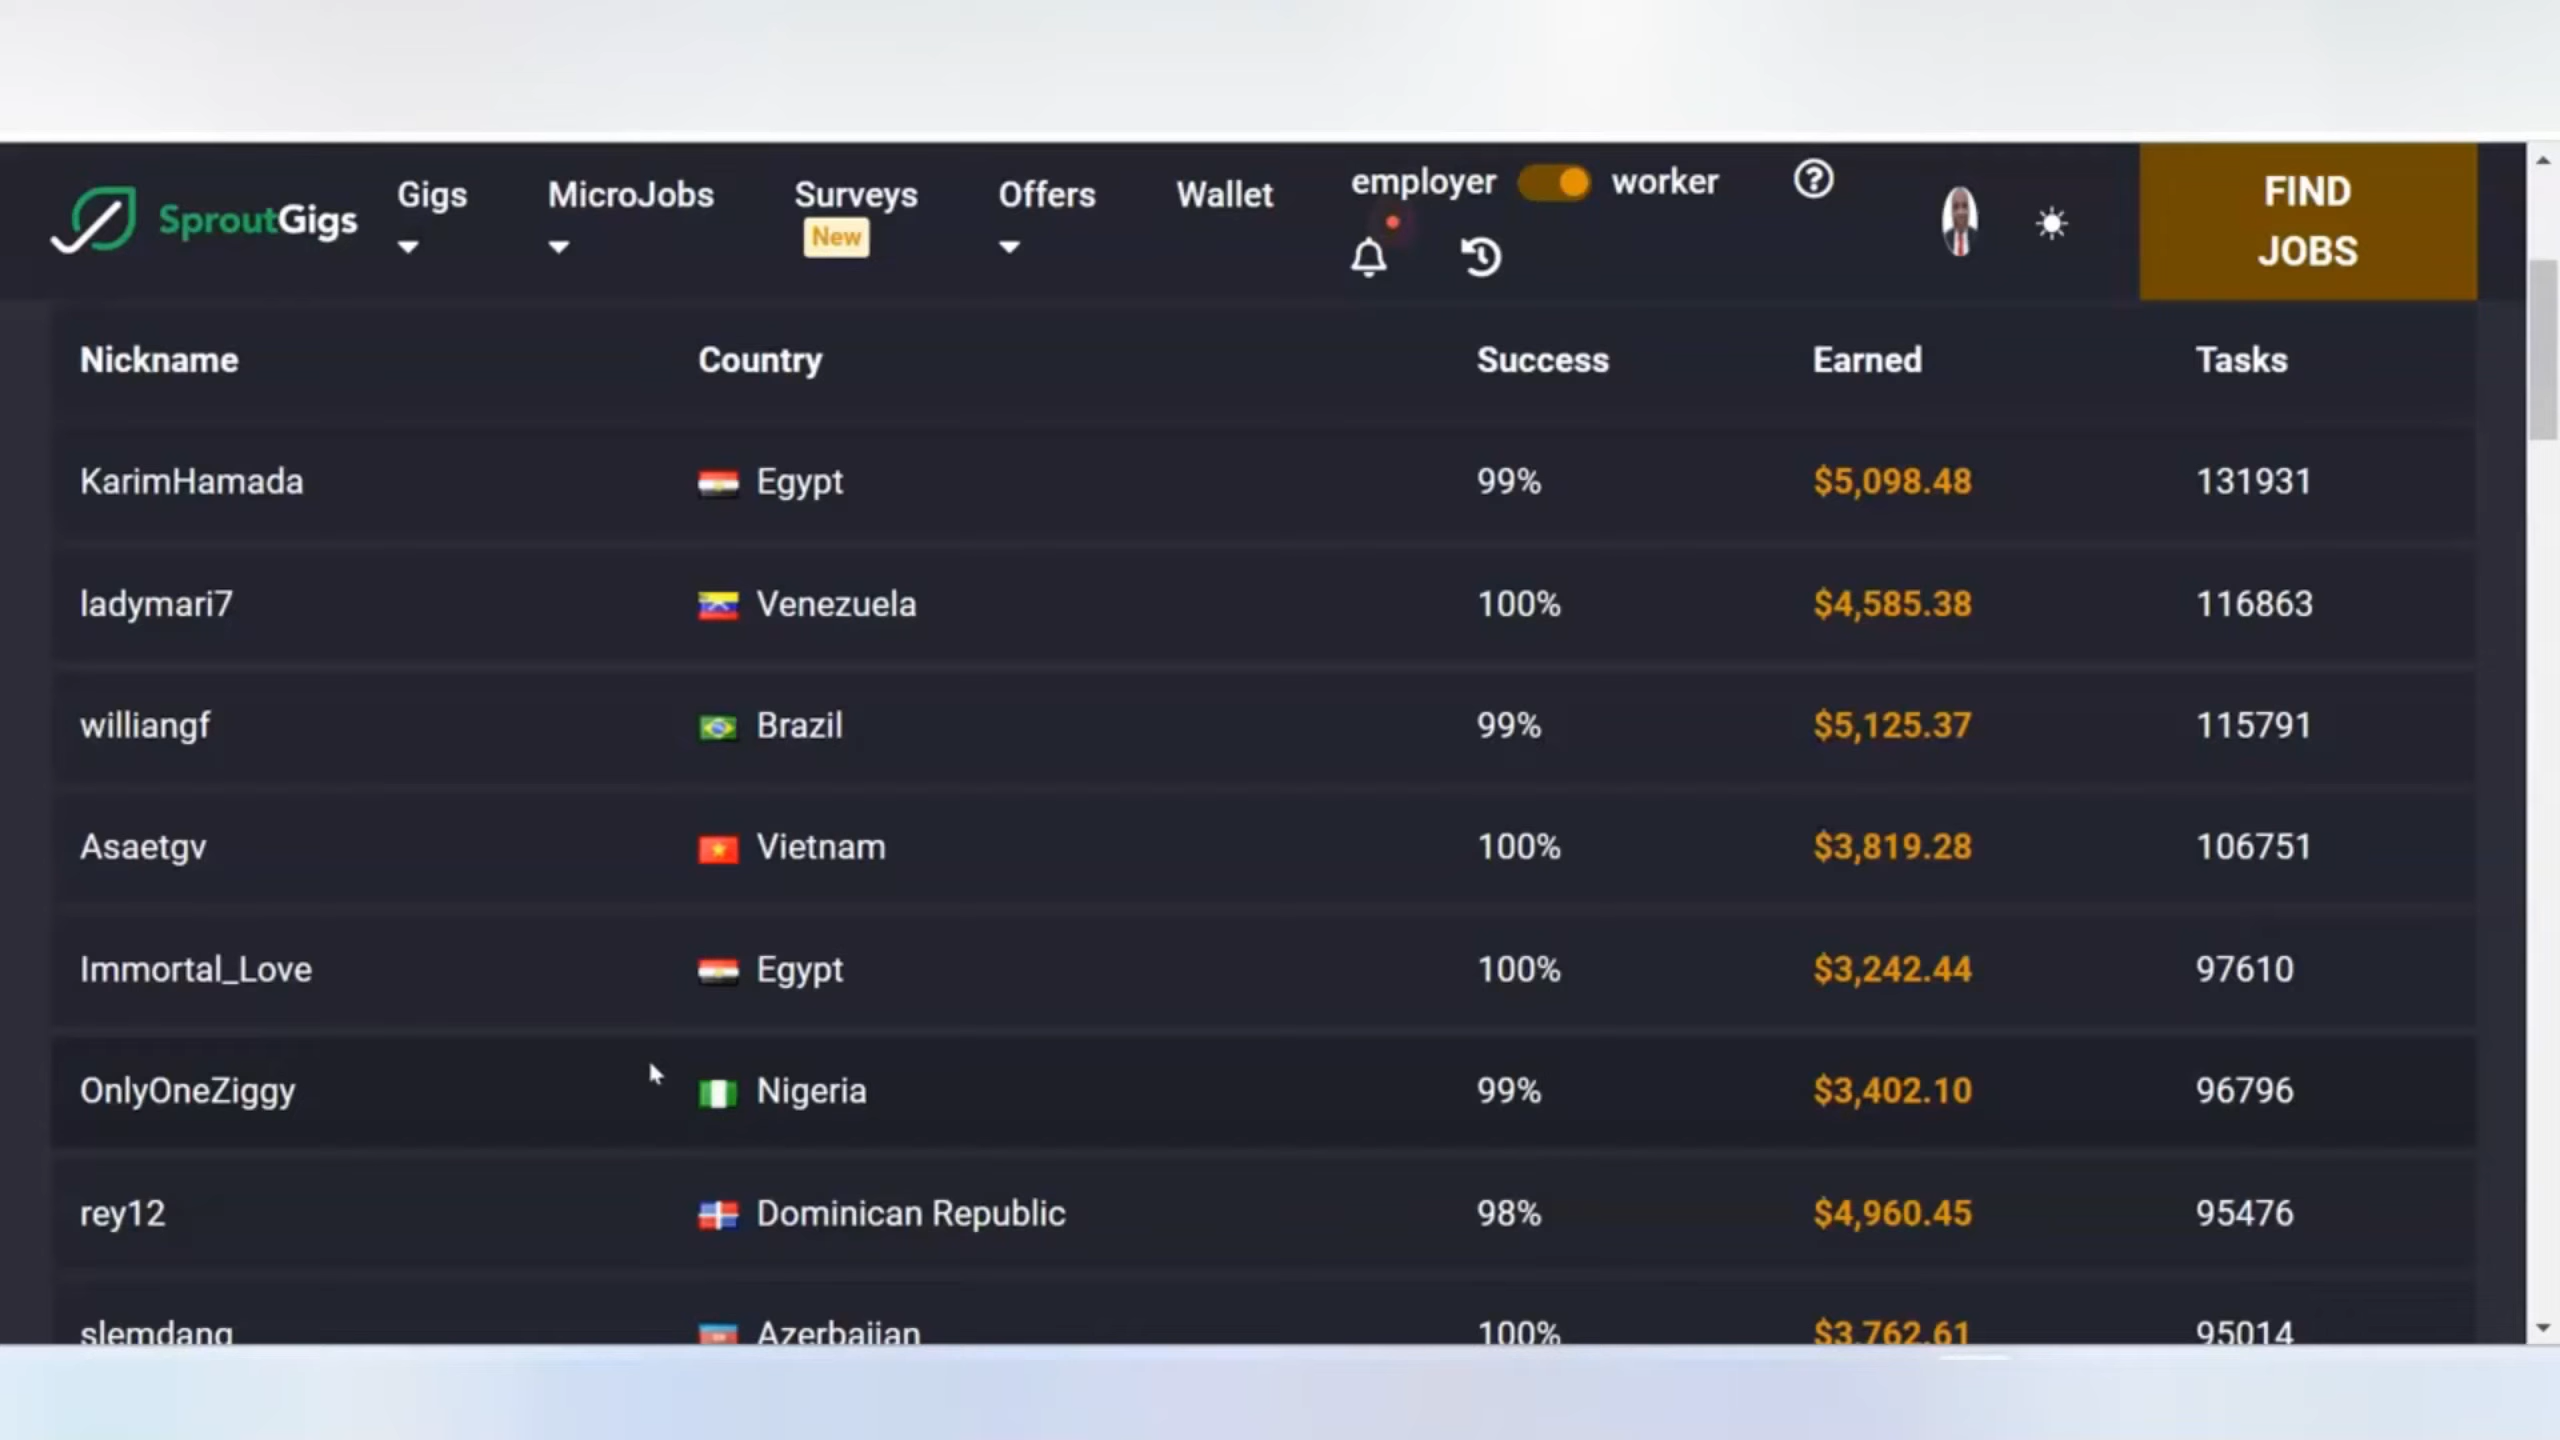 SproutGigs Gigs MicroJobs Surveys New Offers Wallet employer worker FIND JOBS
Nickname Country Success Earned Tasks
KarimHamada Egypt 99% $5,098.48 131931
ladymari7 Venezuela 100% $4,585.38 116863
williangf Brazil 99% $5,125.37 115791
Asaetgv Vietnam 100% $3,819.28 106751
Immortal_Love Egypt 100% $3,242.44 97610
OnlyOneZiggy Nigeria 99% $3,402.10 96796
rey12 Dominican Republic 98% $4,960.45 95476
slemdang Azerbaijan 100% $3,762.61 95014